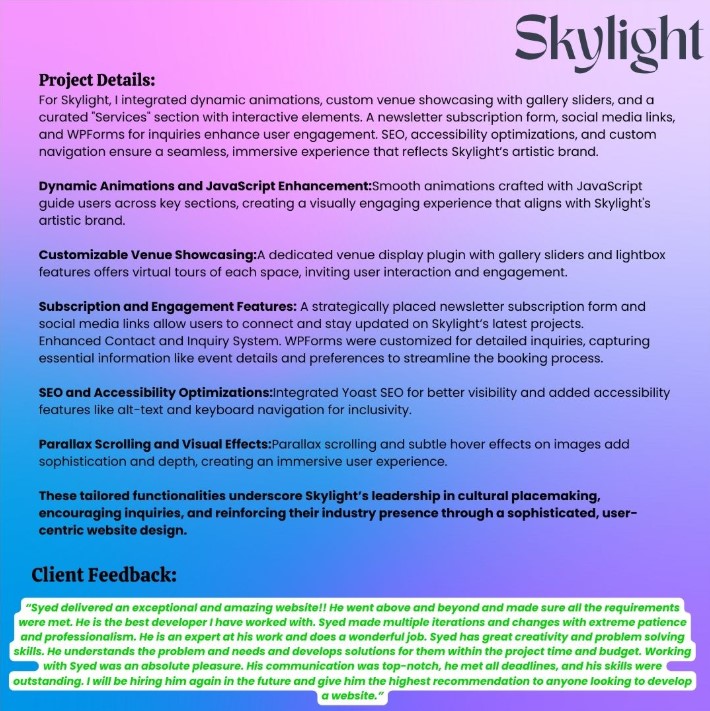 Skylight
Project Details:
For Skylight, I integrated dynamic animations, custom venue showcasing with gallery sliders, and a
curated "Services" section with interactive elements. A newsletter subscription form, social media links,
and WPForms for inquiries enhance user engagement. SEO, accessibility optimizations, and custom
navigation ensure a seamless, immersive experience that reflects Skylight’s artistic brand.
Dynamic Animations and JavaScript Enhancement:Smooth animations crafted with JavaScript
guide users across key sections, creating a visually engaging experience that aligns with Skylight's
artistic brand.
Customizable Venue Showcasing:A dedicated venue display plugin with gallery sliders and lightbox
features offers virtual tours of each space, inviting user interaction and engagement.
Subscription and Engagement Features: A strategically placed newsletter subscription form and
social media links allow users to connect and stay updated on Skylight’s latest projects.
Enhanced Contact and Inquiry System. WPForms were customized for detailed inquiries, capturing
essential information like event details and preferences to streamline the booking process.
SEO and Accessibility Optimizations:Integrated Yoast SEO for better visibility and added accessibility
features like alt-text and keyboard navigation for inclusivity.
Parallax Scrolling and Visual Effects:Parallax scrolling and subtle hover effects on images add
sophistication and depth, creating an immersive user experience.
These tailored functionalities underscore Skylight’s leadership in cultural placemaking,
encouraging inquiries, and reinforcing their industry presence through a sophisticated, user-
centric website design.
Client Feedback:
“Syed delivered an exceptional and amazing website!! He went above and beyond and made sure all the requirements
were met. He is the best developer I have worked with. Syed made multiple iterations and changes with extreme patience
and professionalism. He is an expert at his work and does a wonderful job. Syed has great creativity and problem solving
skills. He understands the problem and needs and develops solutions for them within the project time and budget. Working
with Syed was an absolute pleasure. His communication was top-notch, he met all deadlines, and his skills were
outstanding. I will be hiring him again in the future and give him the highest recommendation to anyone looking to develop
a website.”